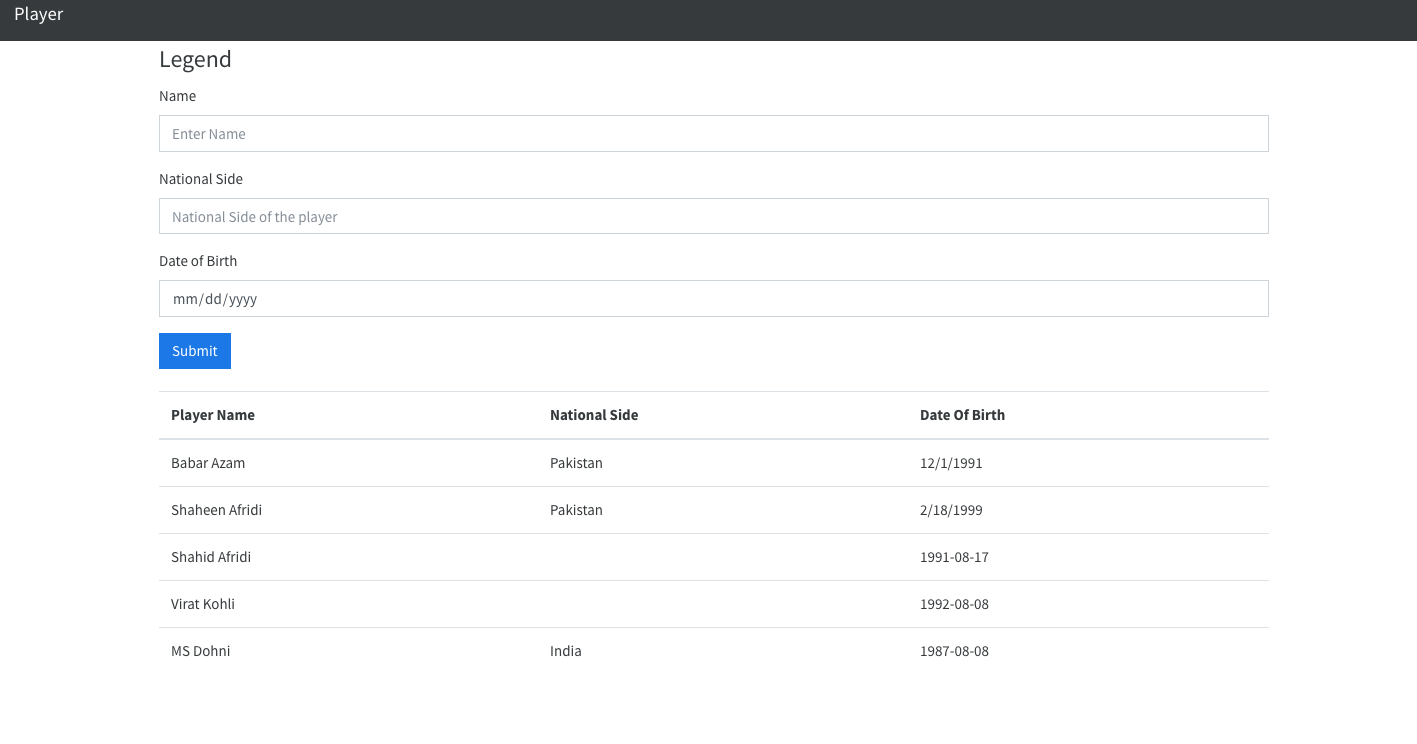 Player
Legend
Name
Enter Name
National Side
National Side of the player
Date of Birth
mm/dd/yyyy
Submit
Player Name National Side Date Of Birth
Babar Azam Pakistan 12/1/1991
Shaheen Afridi Pakistan 2/18/1999
Shahid Afridi 1991-08-17
Virat Kohli 1992-08-08
MS Dohni India 1987-08-08